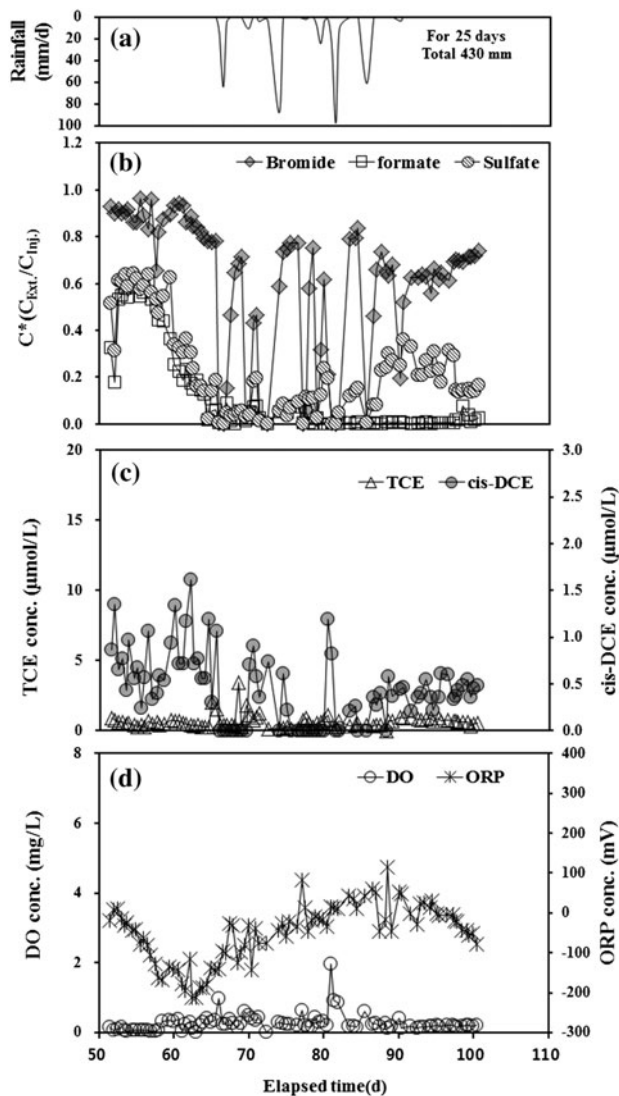 (a)
For 25 days
Total 430 mm
Rainfall
(mm/d)
0
20
40
60
80
100
(b)
Bromide
formate
Sulfate
C*(C Ext./C Inj.)
1.2
1.0
0.8
0.6
0.4
0.2
0.0
(c)
TCE
cis-DCE
TCE conc. (μmol/L)
20
15
10
5
0
cis-DCE conc. (μmol/L)
3.0
2.5
2.0
1.5
1.0
0.5
0.0
(d)
DO
ORP
DO conc. (mg/L)
8
6
4
2
0
ORP conc. (mV)
400
300
200
100
0
-100
-200
-300
50
60
70
80
90
100
110
Elapsed time(d)